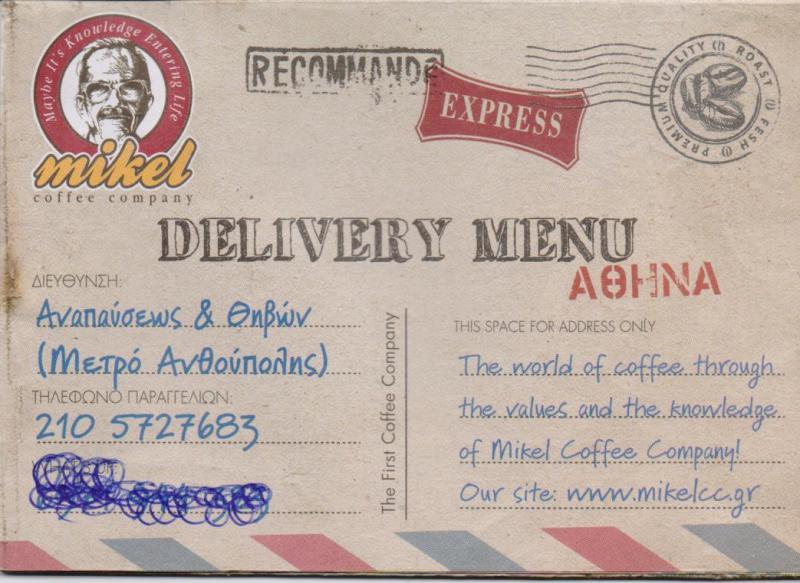 Maybe It's Knowledge Entering Life
mikel
coffee company
RECOMMANDE
EXPRESS
PREMIUM QUALITY ROAST FESH
DELIVERY MENU
ΑΘΗΝΑ
ΔΙΕΥΘΥΝΣΗ:
Αναπαύσεως & Θηβών
(Μετρό Ανθούπολης)
ΤΗΛΕΦΩΝΟ ΠΑΡΑΓΓΕΛΙΩΝ:
210 5727683
The First Coffee Company
THIS SPACE FOR ADDRESS ONLY
The world of coffee through
the values and the knowledge
of Mikel Coffee Company!
Our site: www.mikelcc.gr